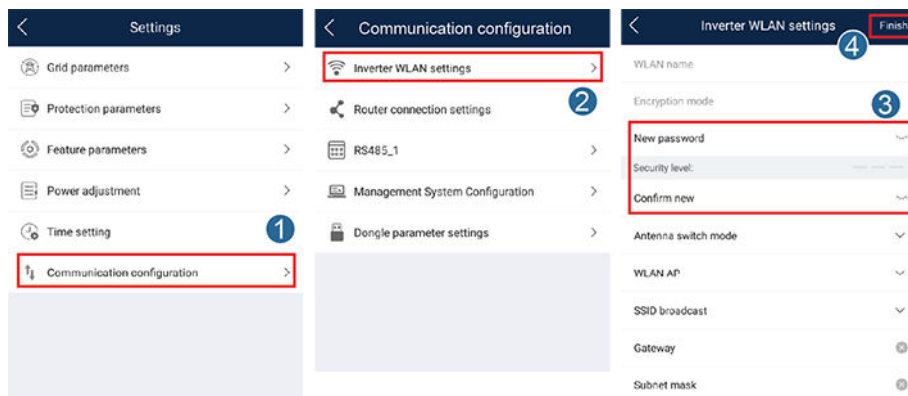 Settings
Grid parameters
Protection parameters
Feature parameters
Power adjustment
Time setting
1
Communication configuration
Communication configuration
Inverter WLAN settings
2
Router connection settings
RS485_1
Management System Configuration
Dongle parameter settings
Inverter WLAN settings
Finish
4
WLAN name
Encryption mode
3
New password
Security level:
Confirm new
Antenna switch mode
WLAN AP
SSID broadcast
Gateway
Subnet mask